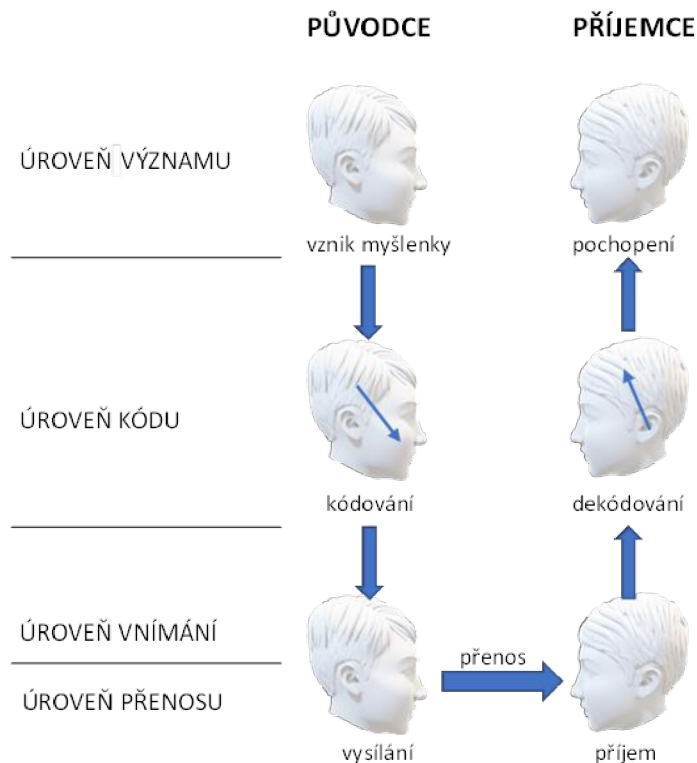 PŮVODCE PŘÍJEMCE
ÚROVEŇ VÝZNAMU
vznik myšlenky pochopení
ÚROVEŇ KÓDU
kódování dekódování
ÚROVEŇ VNÍMÁNÍ
přenos
ÚROVEŇ PŘENOSU
vysílání příjem